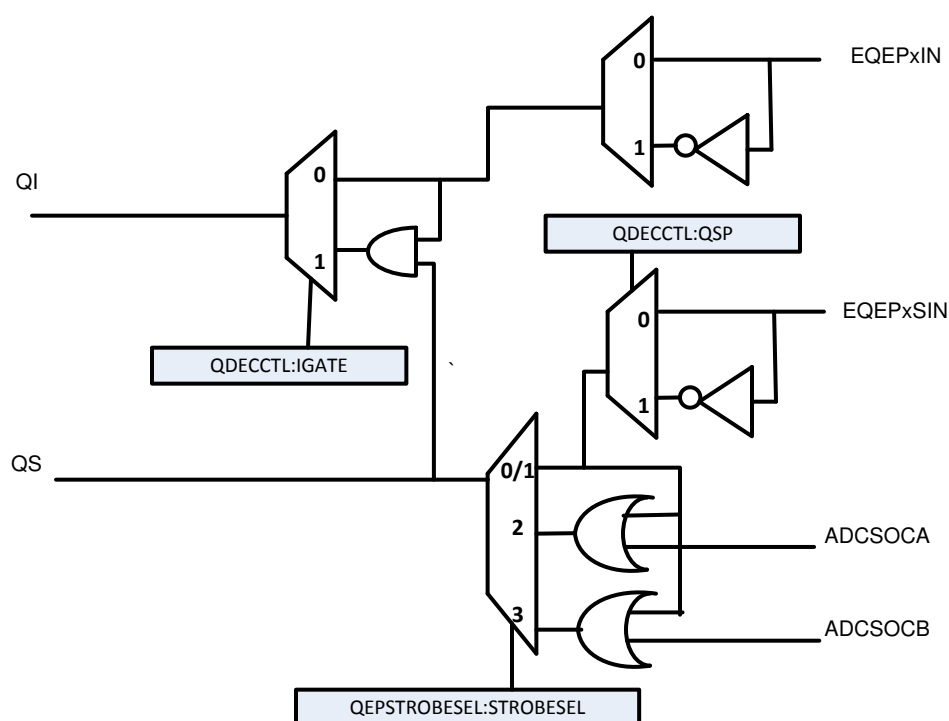 EQEPxIN
0
1
QI
0
1
QDECCTL:QSP
EQEPxSIN
0
1
QDECCTL:IGATE
`
QS
0/1
2
3
ADCSOCA
ADCSOCB
QEPSTROBESEL:STROBESEL